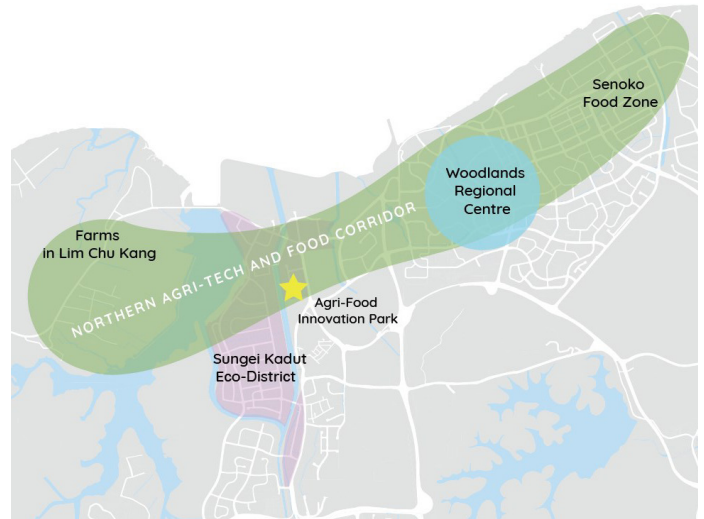 Senoko
Food Zone
Woodlands
Regional
Centre
Farms
in Lim Chu Kang
NORTHERN AGRI-TECH AND FOOD CORRIDOR
Agri-Food
Innovation Park
Sungei Kadut
Eco-District